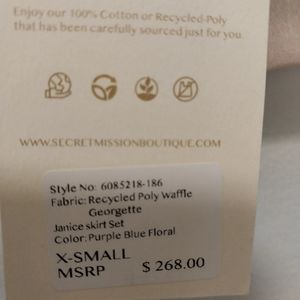 Enjoy our 100% Cotton or Recycled-Poly
that has been carefully sourced just for you.
WWW.SECRETMISSIONBOUTIQUE.COM
Style No: 6085218-186
Fabric: Recycled Poly Waffle
Georgette
Janice skirt Set
Color: Purple Blue Floral
X-SMALL
MSRP $ 268.00